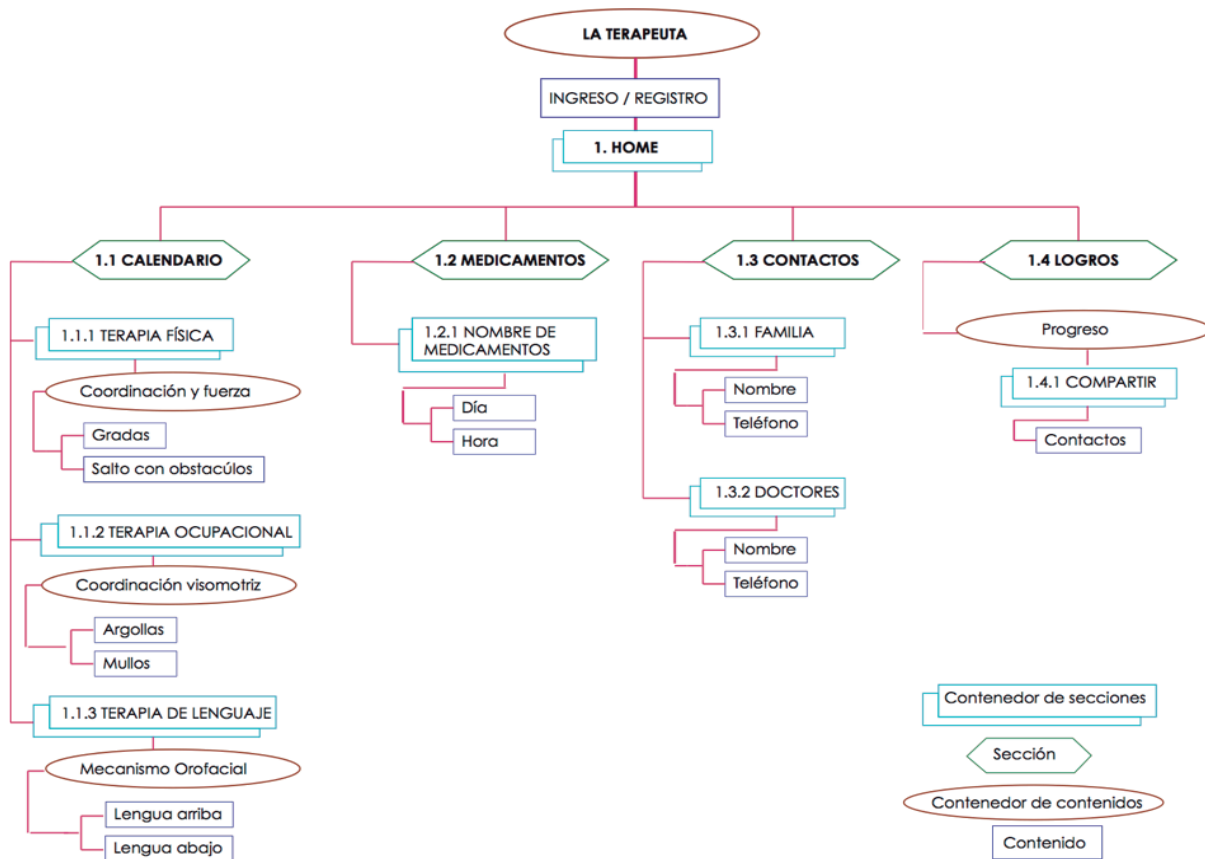 LA TERAPEUTA
INGRESO / REGISTRO
1. HOME
1.1 CALENDARIO
1.2 MEDICAMENTOS
1.3 CONTACTOS
1.4 LOGROS
1.1.1 TERAPIA FÍSICA
Coordinación y fuerza
Gradas
Salto con obstacúlos
1.1.2 TERAPIA OCUPACIONAL
Coordinación visomotriz
Argollas
Mullos
1.1.3 TERAPIA DE LENGUAJE
Mecanismo Orofacial
Lengua arriba
Lengua abajo
1.2.1 NOMBRE DE
MEDICAMENTOS
Día
Hora
1.3.1 FAMILIA
Nombre
Teléfono
1.3.2 DOCTORES
Nombre
Teléfono
Progreso
1.4.1 COMPARTIR
Contactos
Contenedor de secciones
Sección
Contenedor de contenidos
Contenido